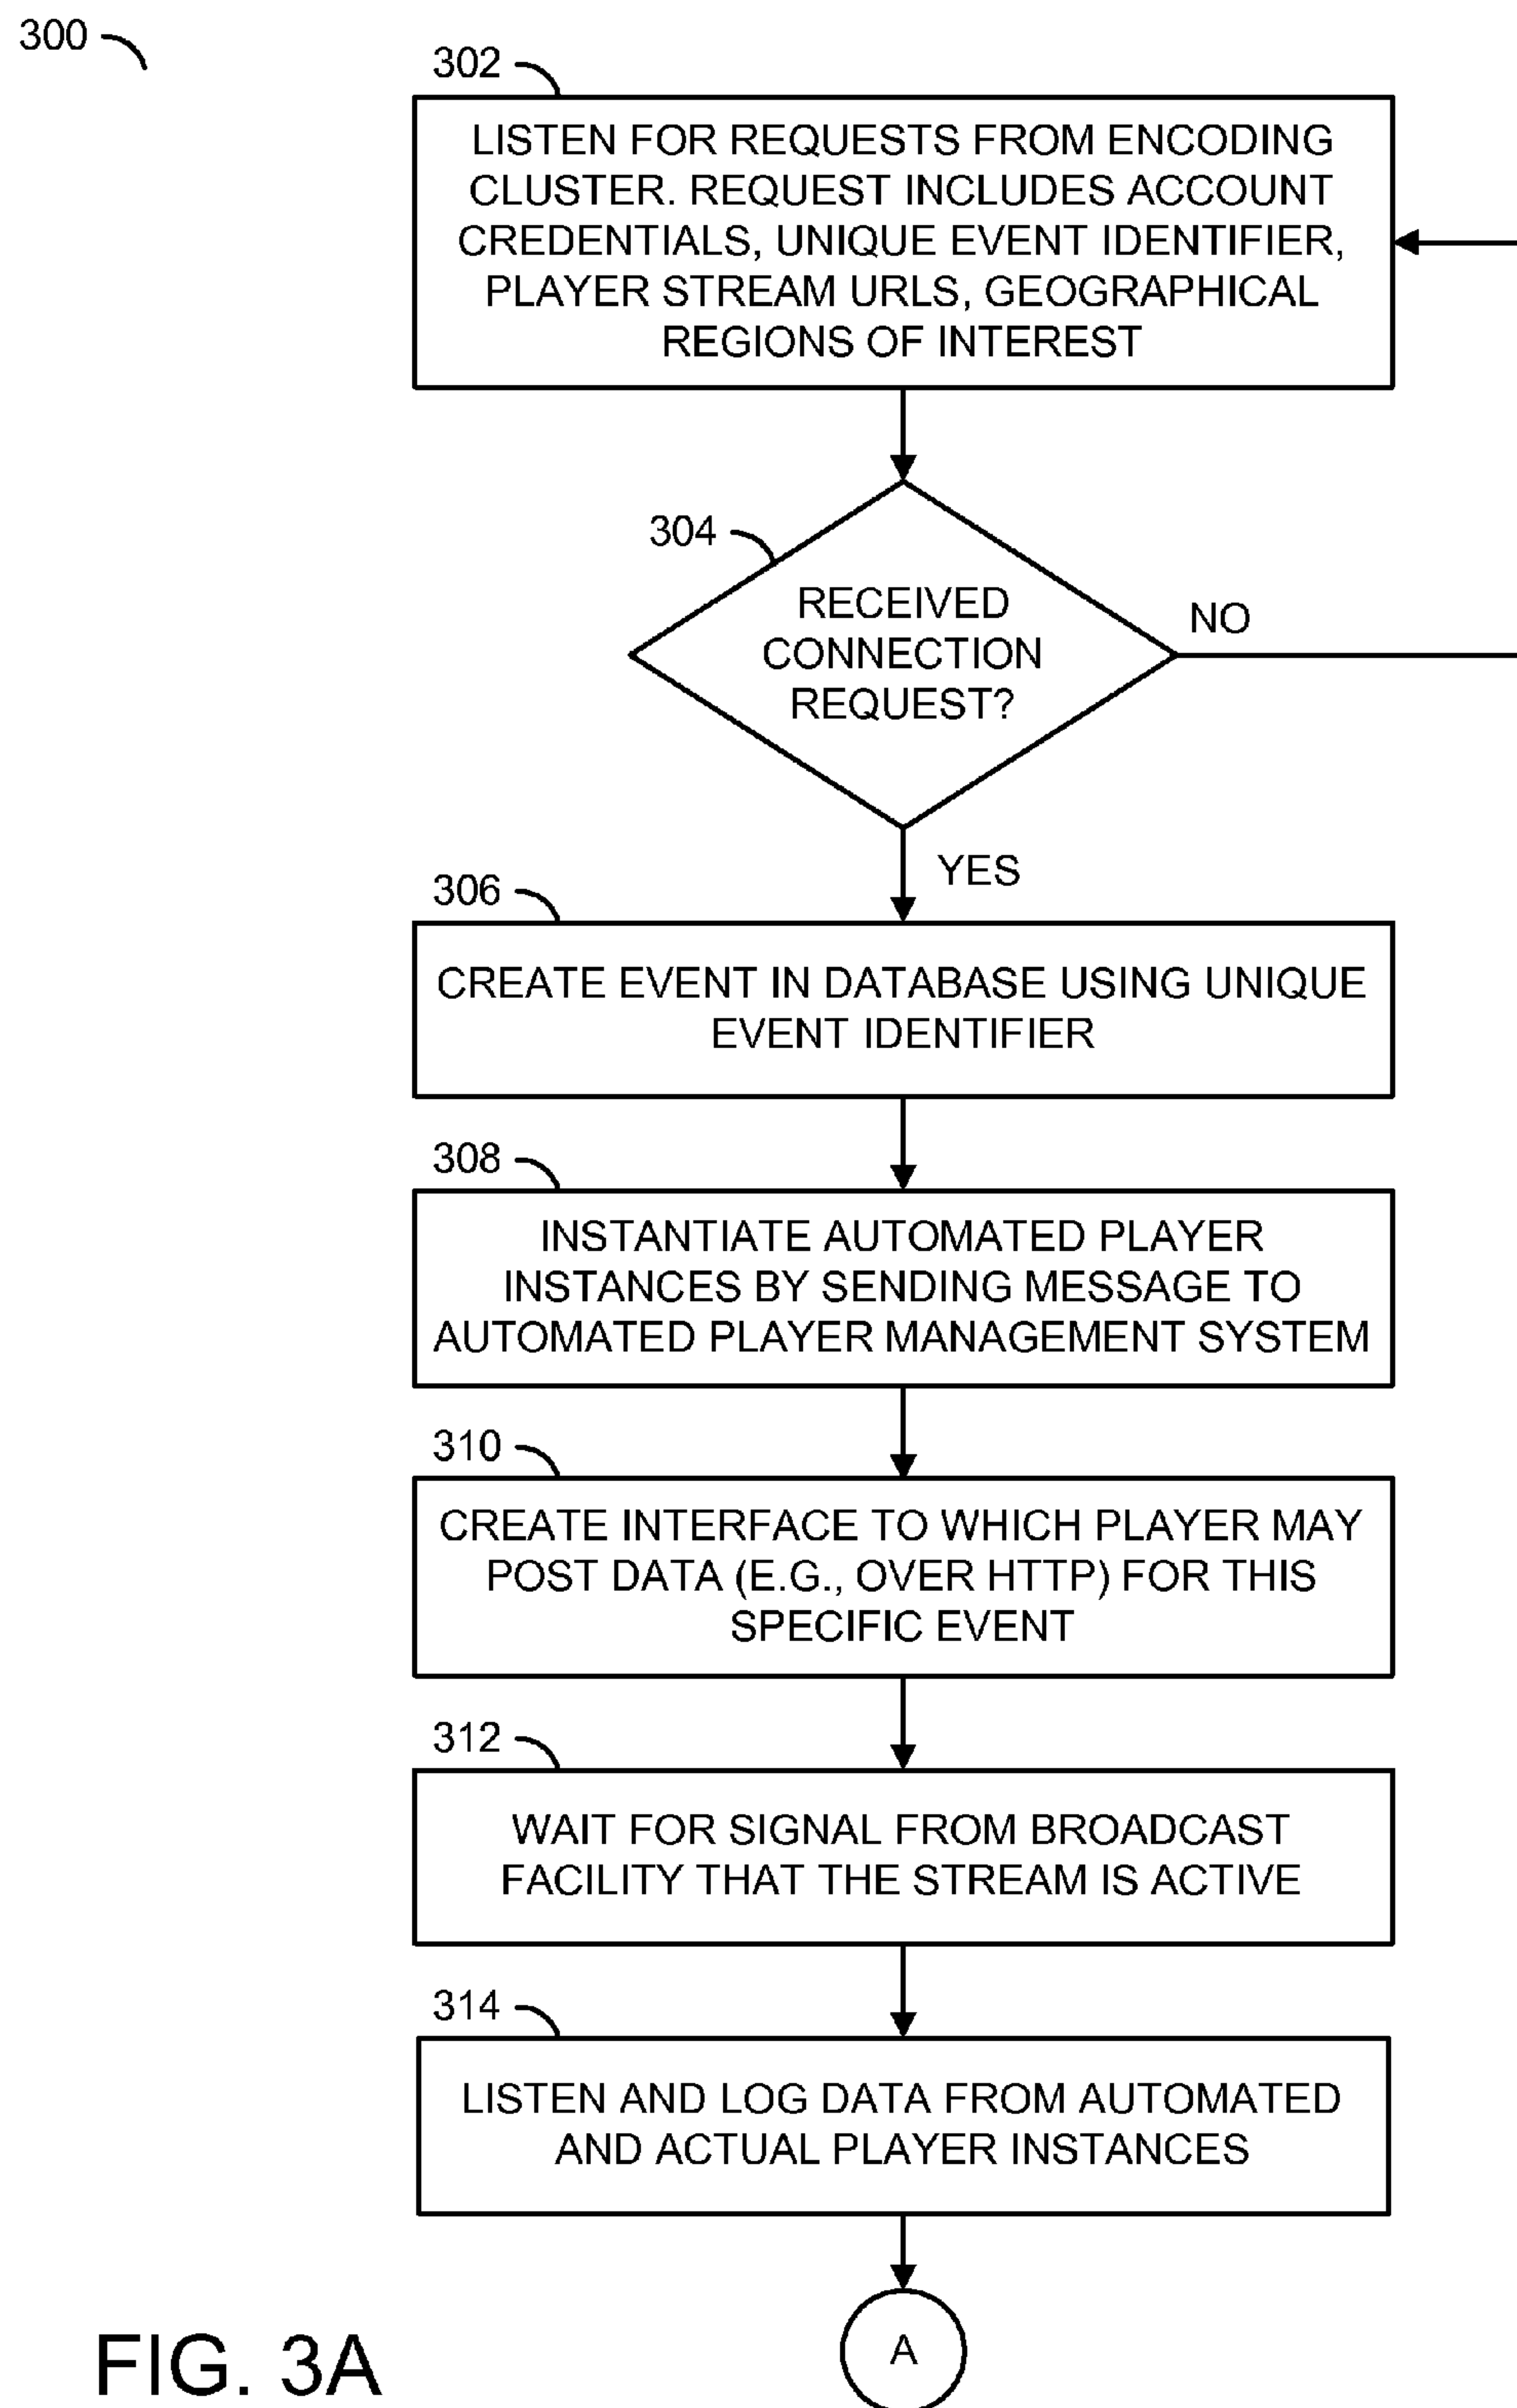 300
302
LISTEN FOR REQUESTS FROM ENCODING
CLUSTER. REQUEST INCLUDES ACCOUNT
CREDENTIALS, UNIQUE EVENT IDENTIFIER,
PLAYER STREAM URLS, GEOGRAPHICAL
REGIONS OF INTEREST
304
RECEIVED
CONNECTION
REQUEST?
NO
YES
306
CREATE EVENT IN DATABASE USING UNIQUE
EVENT IDENTIFIER
308
INSTANTIATE AUTOMATED PLAYER
INSTANCES BY SENDING MESSAGE TO
AUTOMATED PLAYER MANAGEMENT SYSTEM
310
CREATE INTERFACE TO WHICH PLAYER MAY
POST DATA (E.G., OVER HTTP) FOR THIS
SPECIFIC EVENT
312
WAIT FOR SIGNAL FROM BROADCAST
FACILITY THAT THE STREAM IS ACTIVE
314
LISTEN AND LOG DATA FROM AUTOMATED
AND ACTUAL PLAYER INSTANCES
A
FIG. 3A